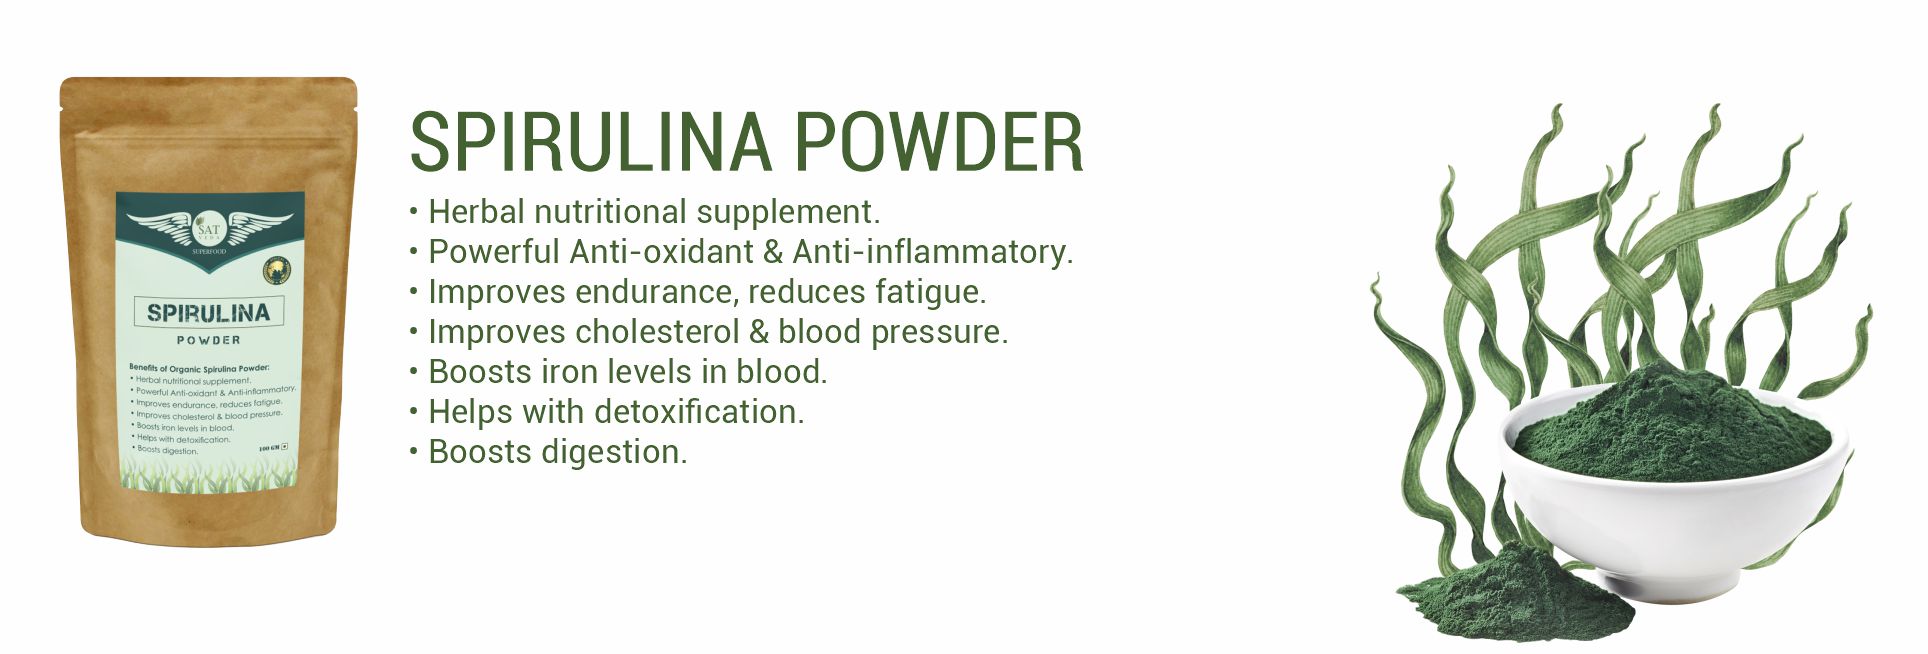 SAT
VEDA
SUPERFOOD
SPIRULINA
POWDER
Benefits of Organic Spirulina Powder:
• Herbal nutritional supplement.
• Powerful Anti-oxidant & Anti-inflammatory.
• Improves endurance, reduces fatigue.
• Improves cholesterol & blood pressure.
• Boosts iron levels in blood.
• Helps with detoxification.
• Boosts digestion.
100 GM
SPIRULINA POWDER
• Herbal nutritional supplement.
• Powerful Anti-oxidant & Anti-inflammatory.
• Improves endurance, reduces fatigue.
• Improves cholesterol & blood pressure.
• Boosts iron levels in blood.
• Helps with detoxification.
• Boosts digestion.